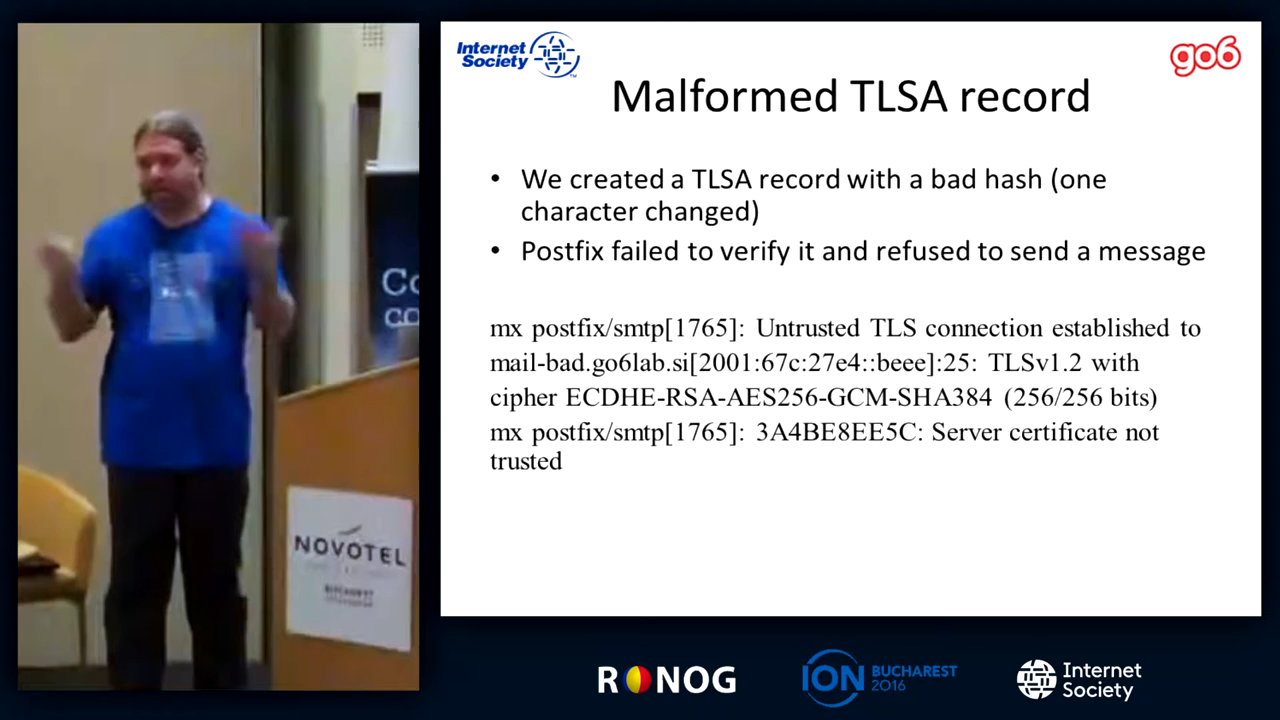 Internet
Society
go6
Malformed TLSA record
• We created a TLSA record with a bad hash (one
character changed)
• Postfix failed to verify it and refused to send a message
mx postfix/smtp[1765]: Untrusted TLS connection established to
mail-bad.go6lab.si[2001:67c:27e4::beee]:25: TLSv1.2 with
cipher ECDHE-RSA-AES256-GCM-SHA384 (256/256 bits)
mx postfix/smtp[1765]: 3A4BE8EE5C: Server certificate not
trusted
NOVOTEL
BUCHAREST
RONOG
ION BUCHAREST
2016
Internet
Society